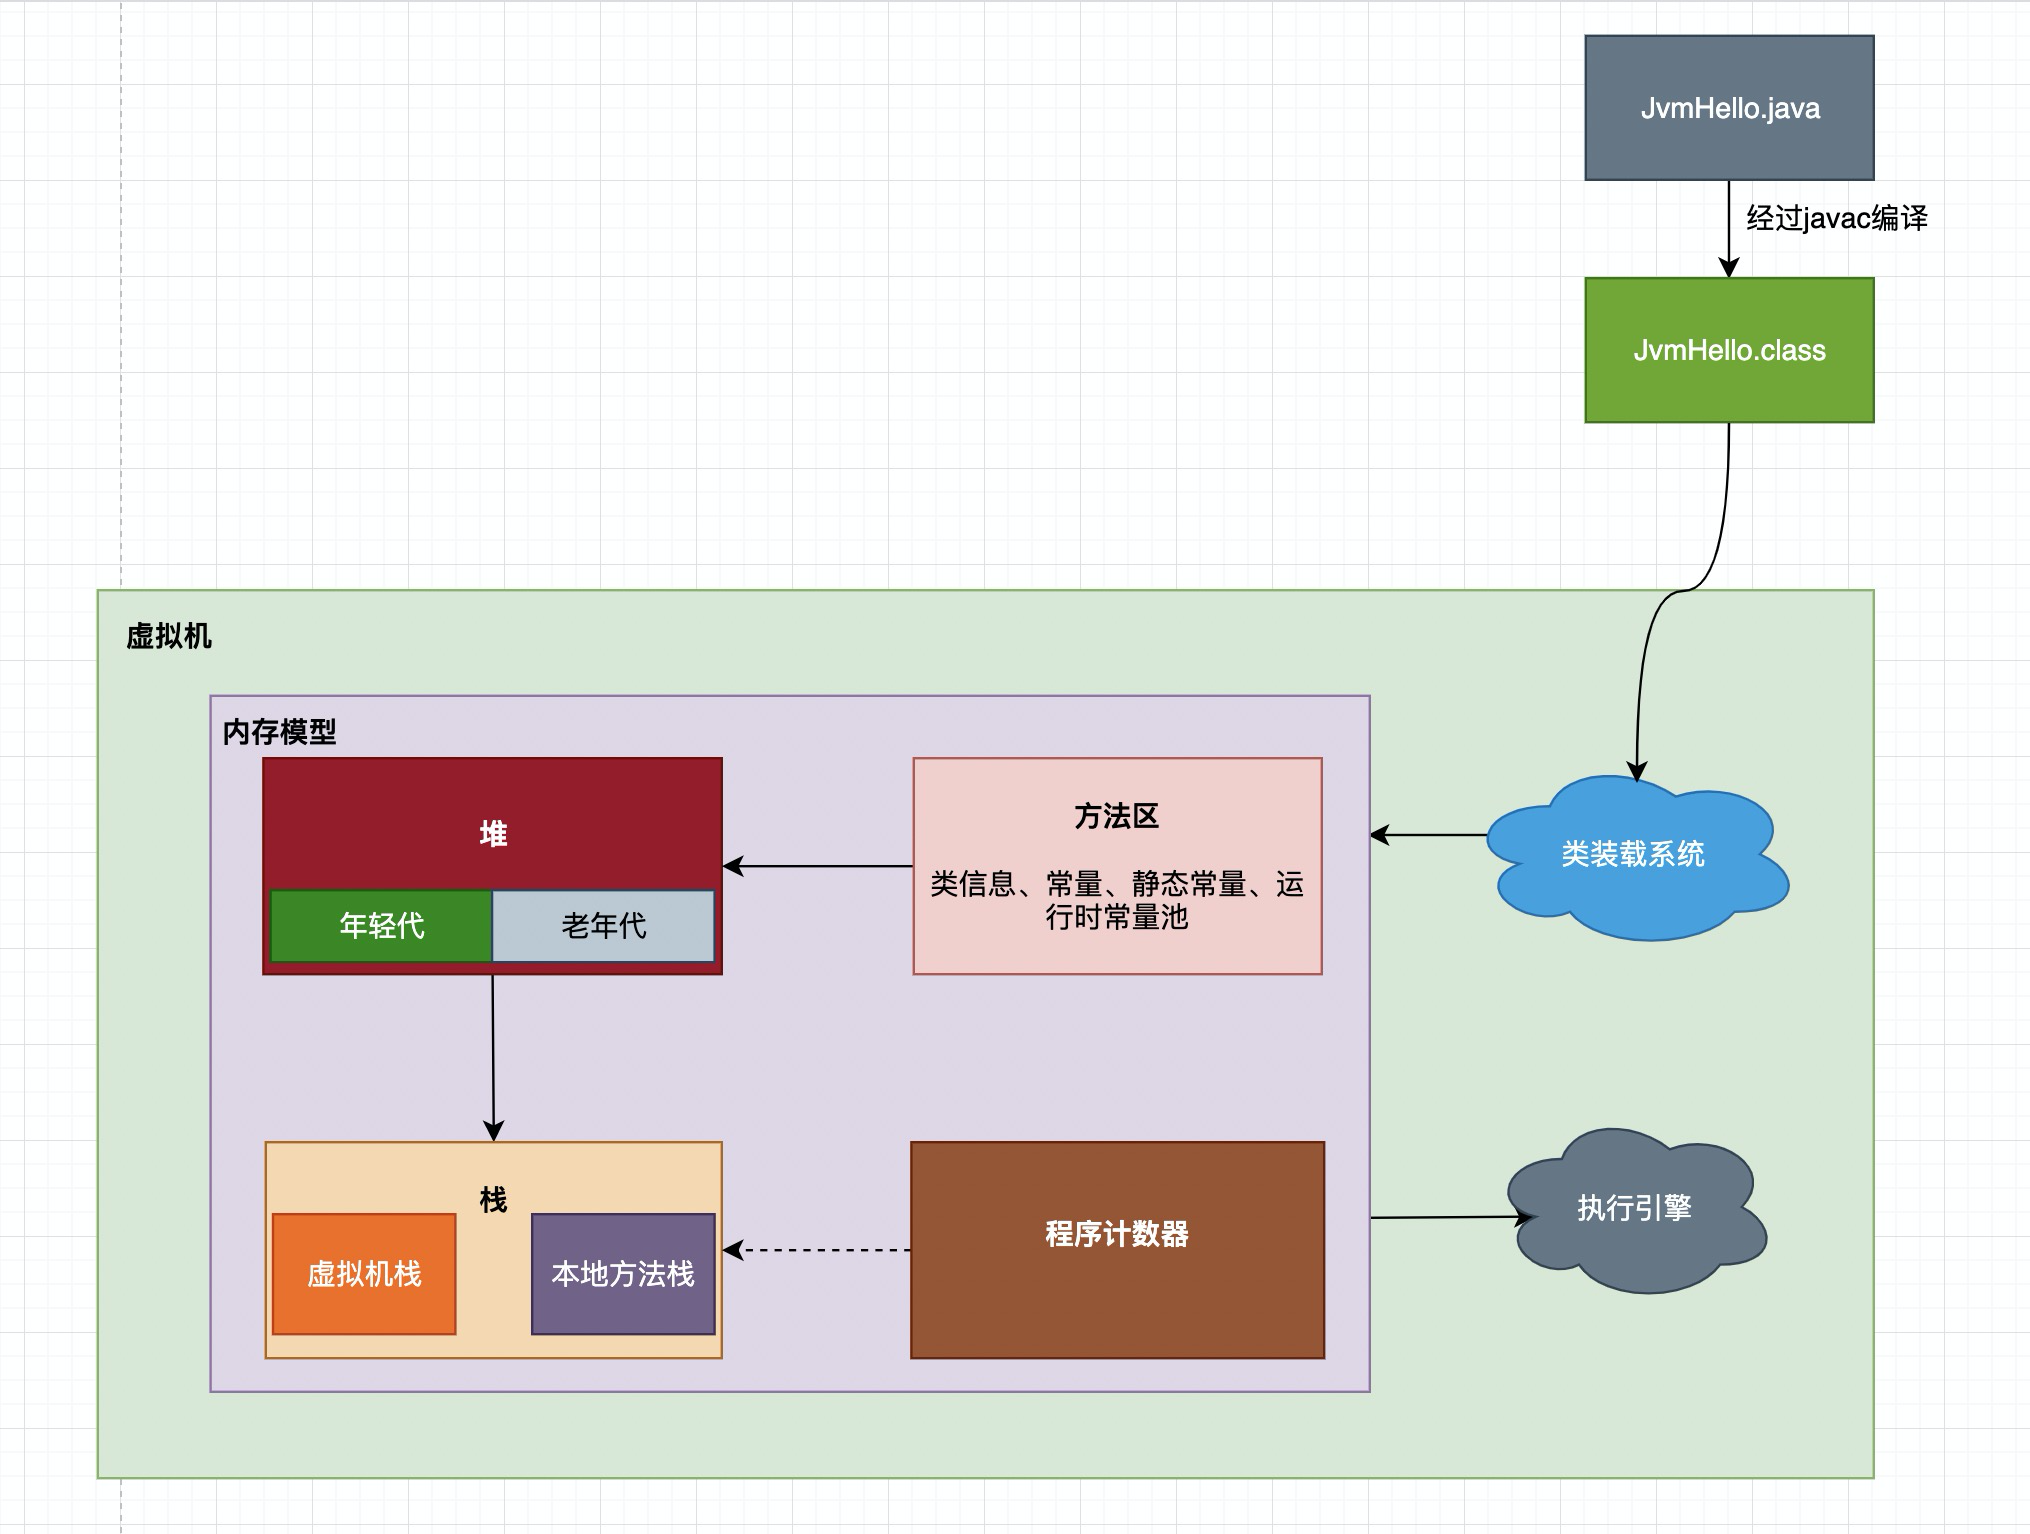 JvmHello.java
经过javac编译
JvmHello.class
虚拟机
内存模型
堆
年轻代
老年代
方法区
类信息、常量、静态常量、运
行时常量池
类装载系统
栈
虚拟机栈
本地方法栈
程序计数器
执行引擎